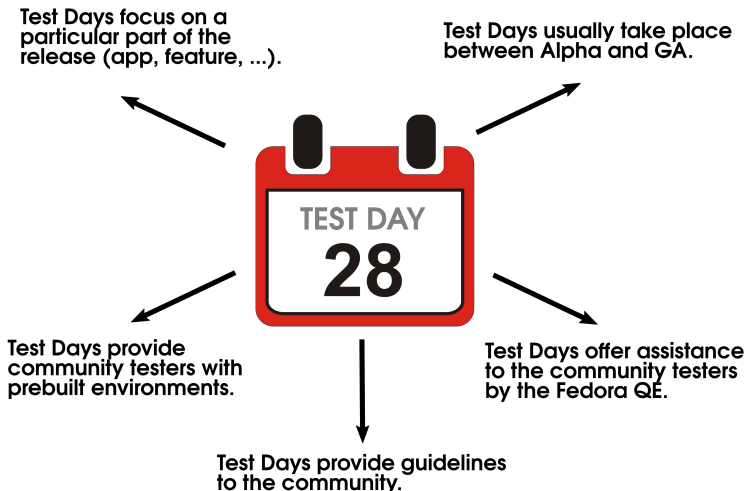 Test Days focus on a
particular part of the
release (app, feature, ...).
Test Days usually take place
between Alpha and GA.
TEST DAY
28
Test Days provide
community testers with
prebuilt environments.
Test Days offer assistance
to the community testers
by the Fedora QE.
Test Days provide guidelines
to the community.